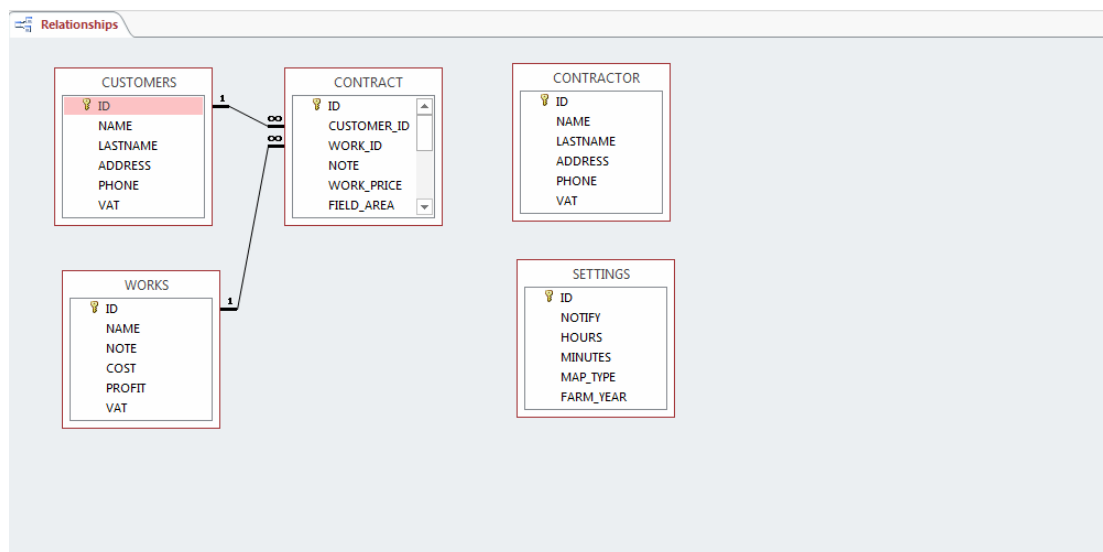 Relationships
CUSTOMERS
ID
NAME
LASTNAME
ADDRESS
PHONE
VAT
1
∞
∞
CONTRACT
ID
CUSTOMER_ID
WORK_ID
NOTE
WORK_PRICE
FIELD_AREA
CONTRACTOR
ID
NAME
LASTNAME
ADDRESS
PHONE
VAT
WORKS
ID
NAME
NOTE
COST
PROFIT
VAT
1
SETTINGS
ID
NOTIFY
HOURS
MINUTES
MAP_TYPE
FARM_YEAR